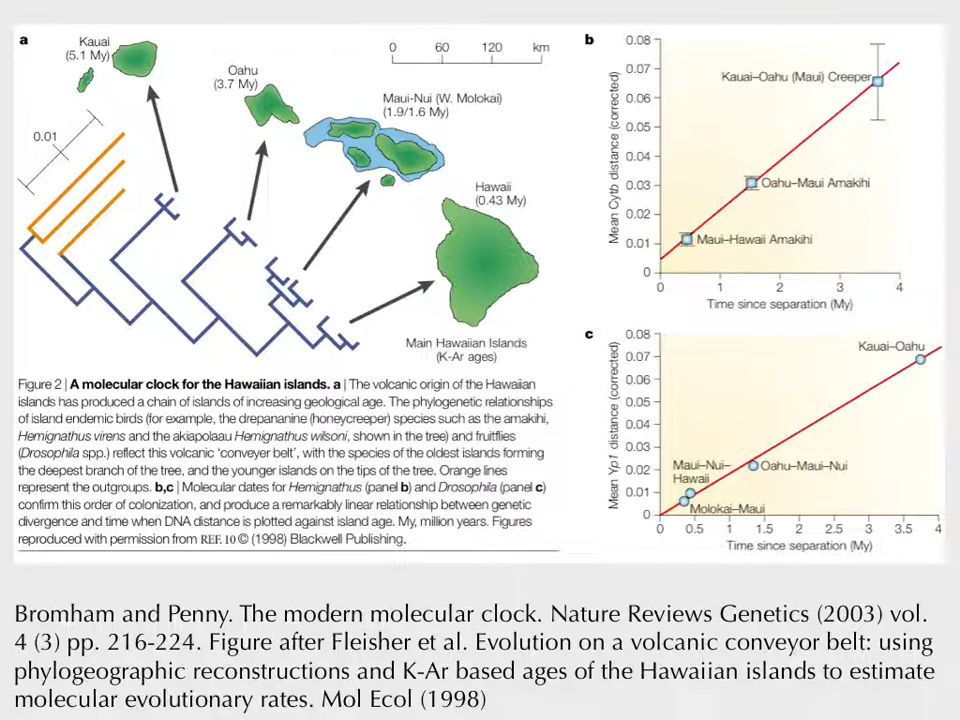 a
Kauai
(5.1 My)
0 60 120 km
Oahu
(3.7 My)
Maui-Nui (W. Molokai)
(1.9/1.6 My)
0.01
Hawaii
(0.43 My)
Main Hawaiian Islands
(K-Ar ages)
b
0.08
0.07
0.06
0.05
0.04
0.03
0.02
0.01
0
Mean Cytb distance (corrected)
Kauai–Oahu (Maui) Creeper
Oahu–Maui Amakihi
Maui–Hawaii Amakihi
0 1 2 3 4
Time since separation (My)
c
0.08
0.07
0.06
0.05
0.04
0.03
0.02
0.01
0
Mean Yp1 distance (corrected)
Kauai–Oahu
Maui–Nui–
Hawaii
Oahu–Maui–Nui
Molokai–Maui
0 0.5 1 1.5 2 2.5 3 3.5 4
Time since separation (My)
Figure 2 | A molecular clock for the Hawaiian islands. a | The volcanic origin of the Hawaiian
islands has produced a chain of islands of increasing geological age. The phylogenetic relationships
of island endemic birds (for example, the drepananine (honeycreeper) species such as the amakihi,
Hemignathus virens and the akiapolaau Hemignathus wilsoni, shown in the tree) and fruitflies
(Drosophila spp.) reflect this volcanic ‘conveyer belt’, with the species of the oldest islands forming
the deepest branch of the tree, and the younger islands on the tips of the tree. Orange lines
represent the outgroups. b,c | Molecular dates for Hemignathus (panel b) and Drosophila (panel c)
confirm this order of colonization, and produce a remarkably linear relationship between genetic
divergence and time when DNA distance is plotted against island age. My, million years. Figures
reproduced with permission from REF. 10 © (1998) Blackwell Publishing.
Bromham and Penny. The modern molecular clock. Nature Reviews Genetics (2003) vol.
4 (3) pp. 216-224. Figure after Fleisher et al. Evolution on a volcanic conveyor belt: using
phylogeographic reconstructions and K-Ar based ages of the Hawaiian islands to estimate
molecular evolutionary rates. Mol Ecol (1998)